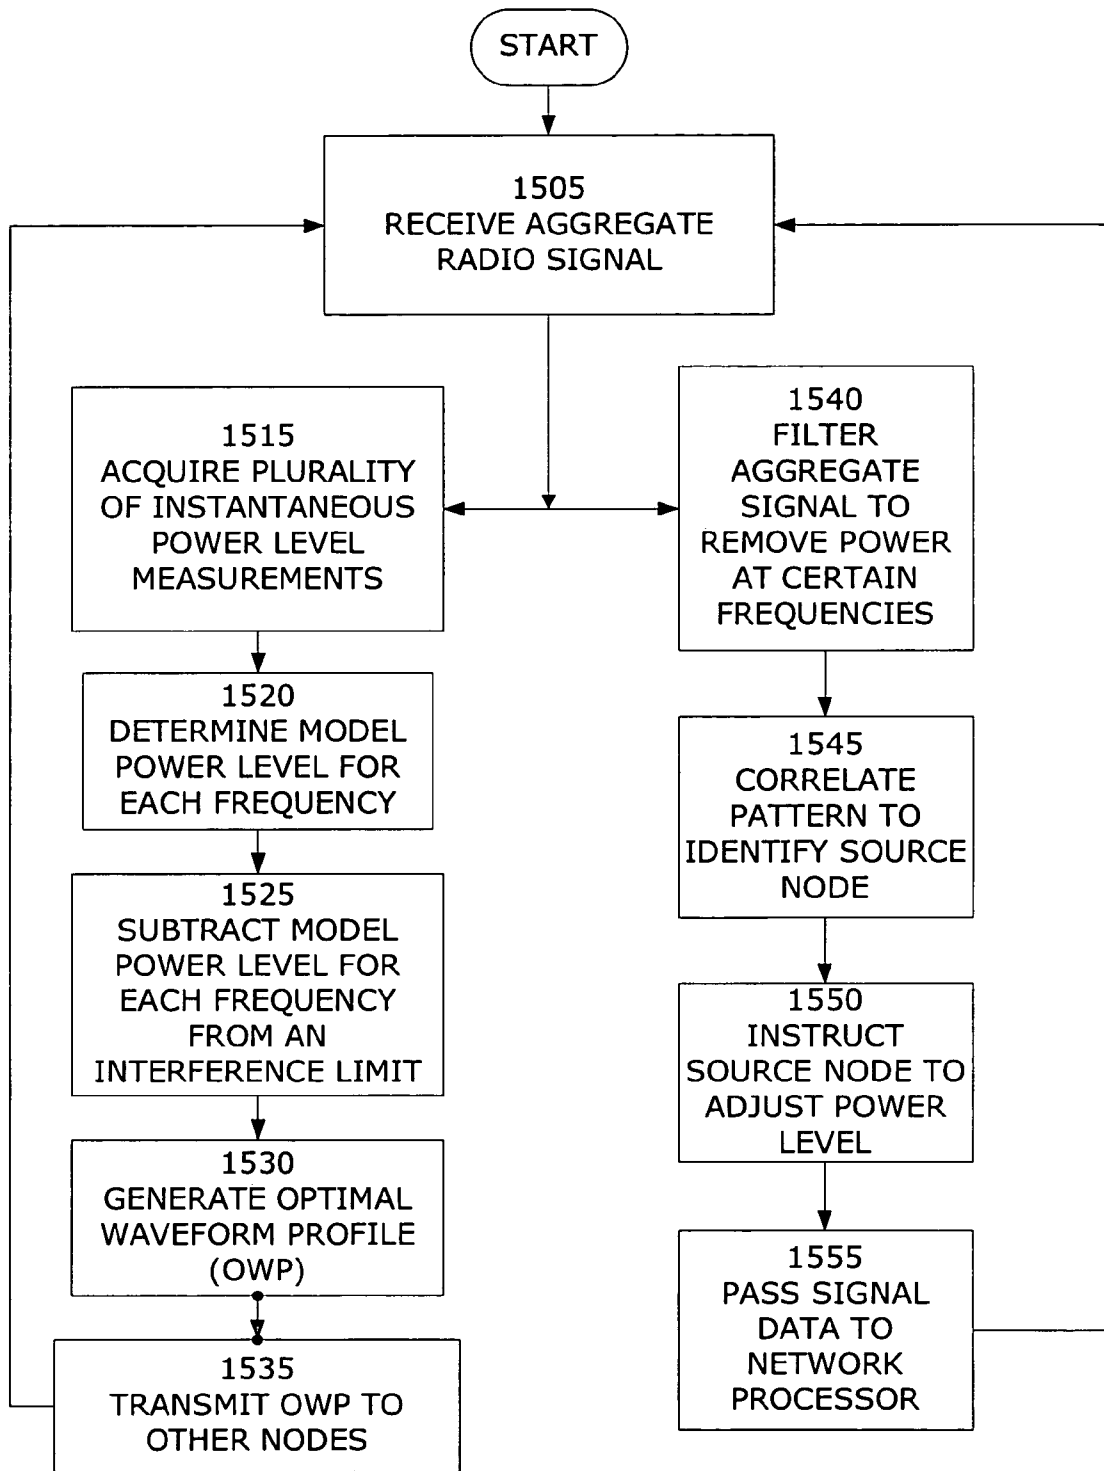 START
1505
RECEIVE AGGREGATE
RADIO SIGNAL
1515
ACQUIRE PLURALITY
OF INSTANTANEOUS
POWER LEVEL
MEASUREMENTS
1520
DETERMINE MODEL
POWER LEVEL FOR
EACH FREQUENCY
1525
SUBTRACT MODEL
POWER LEVEL FOR
EACH FREQUENCY
FROM AN
INTERFERENCE LIMIT
1530
GENERATE OPTIMAL
WAVEFORM PROFILE
(OWP)
1535
TRANSMIT OWP TO
OTHER NODES
1540
FILTER
AGGREGATE
SIGNAL TO
REMOVE POWER
AT CERTAIN
FREQUENCIES
1545
CORRELATE
PATTERN TO
IDENTIFY SOURCE
NODE
1550
INSTRUCT
SOURCE NODE TO
ADJUST POWER
LEVEL
1555
PASS SIGNAL
DATA TO
NETWORK
PROCESSOR